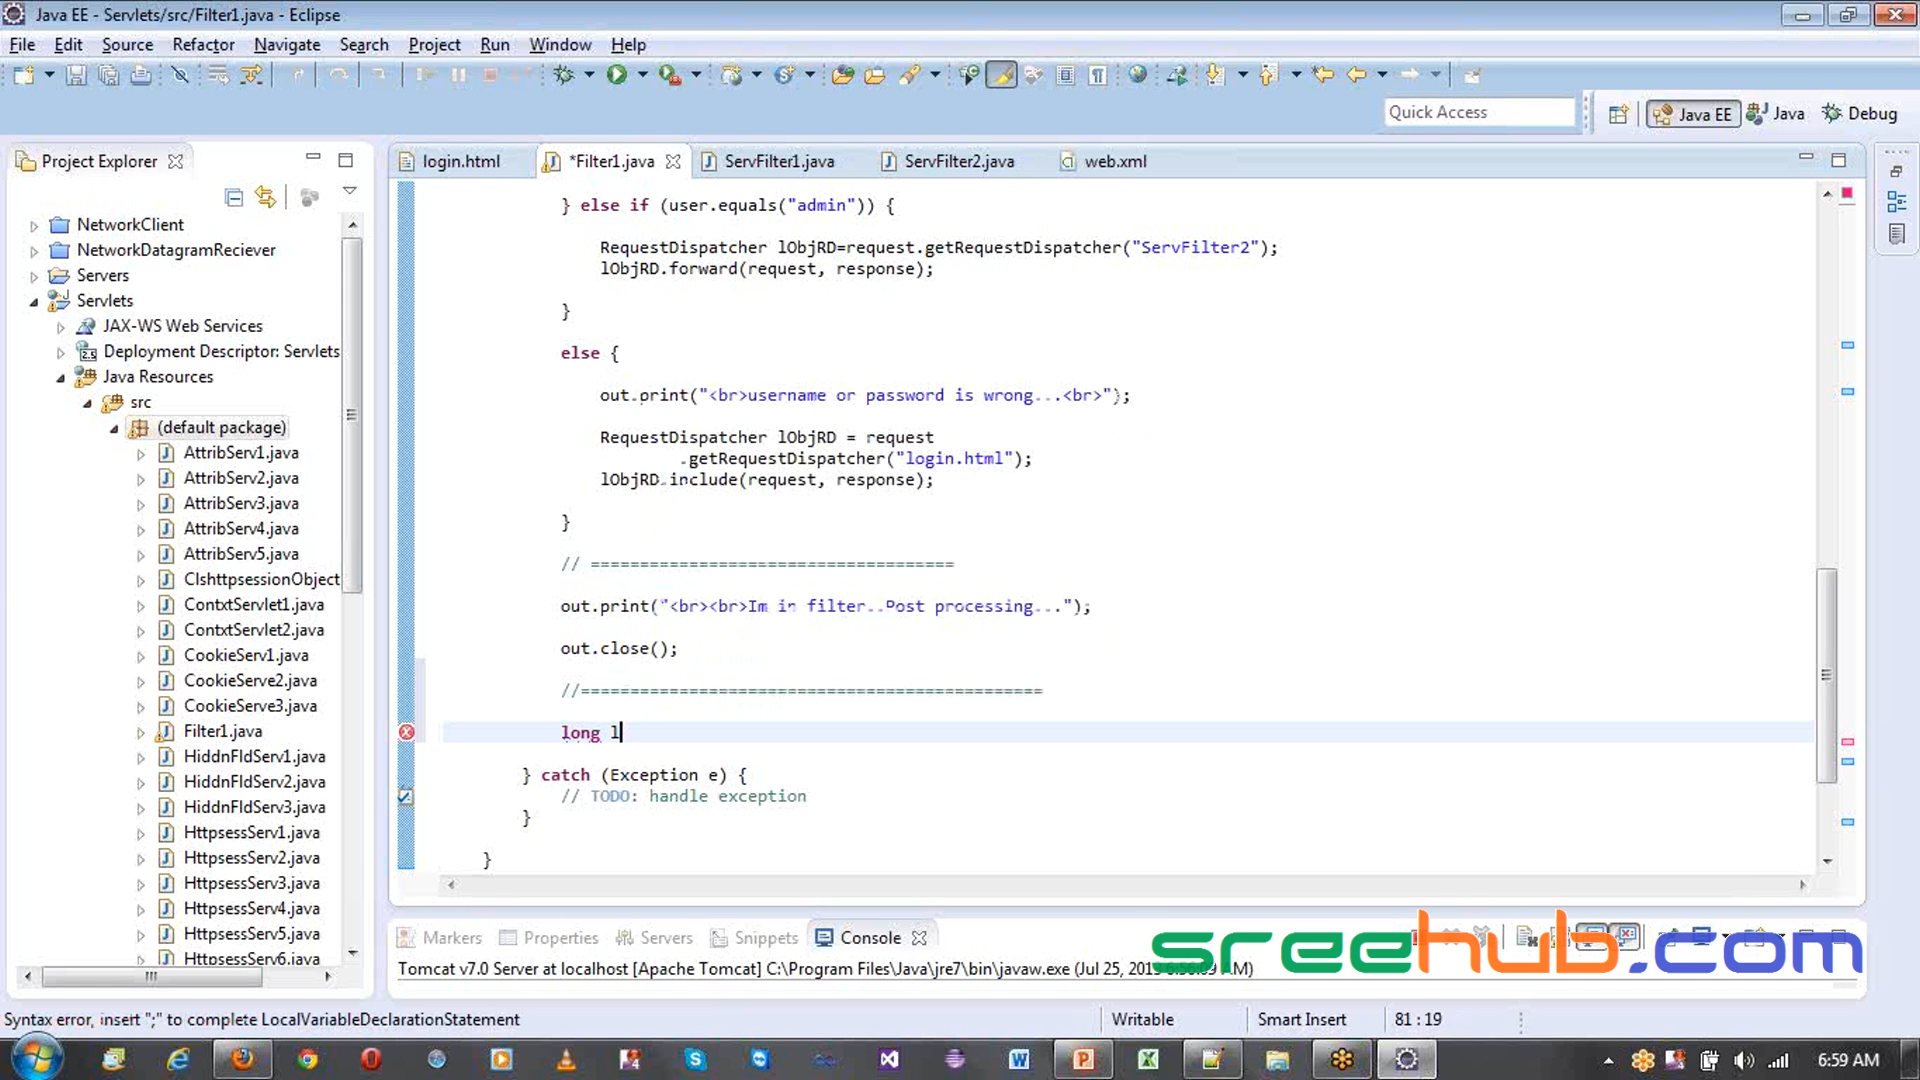 Java EE - Servlets/src/Filter1.java - Eclipse
File Edit Source Refactor Navigate Search Project Run Window Help
Quick Access
Java EE
Java
Debug
Project Explorer
login.html
*Filter1.java
ServFilter1.java
ServFilter2.java
web.xml
NetworkClient
NetworkDatagramReciever
Servers
Servlets
JAX-WS Web Services
Deployment Descriptor: Servlets
Java Resources
src
(default package)
AttribServ1.java
AttribServ2.java
AttribServ3.java
AttribServ4.java
AttribServ5.java
ClshttpsessionObject
ContxtServlet1.java
ContxtServlet2.java
CookieServ1.java
CookieServe2.java
CookieServe3.java
Filter1.java
HiddnFldServ1.java
HiddnFldServ2.java
HiddnFldServ3.java
HttpsessServ1.java
HttpsessServ2.java
HttpsessServ3.java
HttpsessServ4.java
HttpsessServ5.java
HttpsessServ6.java
} else if (user.equals("admin")) {
RequestDispatcher lObjRD=request.getRequestDispatcher("ServFilter2");
lObjRD.forward(request, response);
}
else {
out.print("<br>username or password is wrong...<br>");
RequestDispatcher lObjRD = request
.getRequestDispatcher("login.html");
lObjRD.include(request, response);
}
// =====================================
out.print("<br><br>Im in filter..Post processing...");
out.close();
//===============================================
long l
} catch (Exception e) {
// TODO: handle exception
}
}
Markers
Properties
Servers
Snippets
Console
sreehub.com
Tomcat v7.0 Server at localhost [Apache Tomcat] C:\Program Files\Java\jre7\bin\javaw.exe (Jul 25, AM)
Syntax error, insert ";" to complete LocalVariableDeclarationStatement
Writable
Smart Insert
81 : 19
6:59 AM